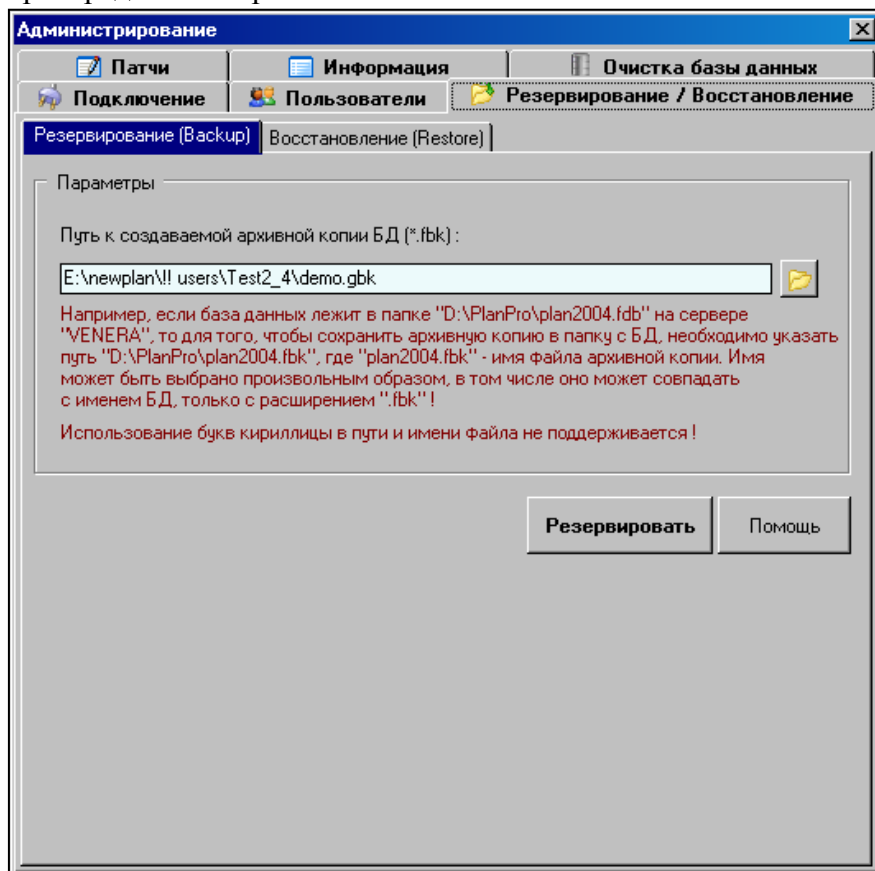 Администрирование
Патчи
Информация
Очистка базы данных
Подключение
Пользователи
Резервирование / Восстановление
Резервирование (Backup)
Восстановление (Restore)
Параметры
Путь к создаваемой архивной копии БД (*.fbk) :
E:\newplan\!! users\Test2_4\demo.gbk
Например, если база данных лежит в папке "D:\PlanPro\plan2004.fdb" на сервере
"VENERA", то для того, чтобы сохранить архивную копию в папку с БД, необходимо указать
путь "D:\PlanPro\plan2004.fbk", где "plan2004.fbk" - имя файла архивной копии. Имя
может быть выбрано произвольным образом, в том числе оно может совпадать
с именем БД, только с расширением ".fbk" !
Использование букв кириллицы в пути и имени файла не поддерживается !
Резервировать
Помощь